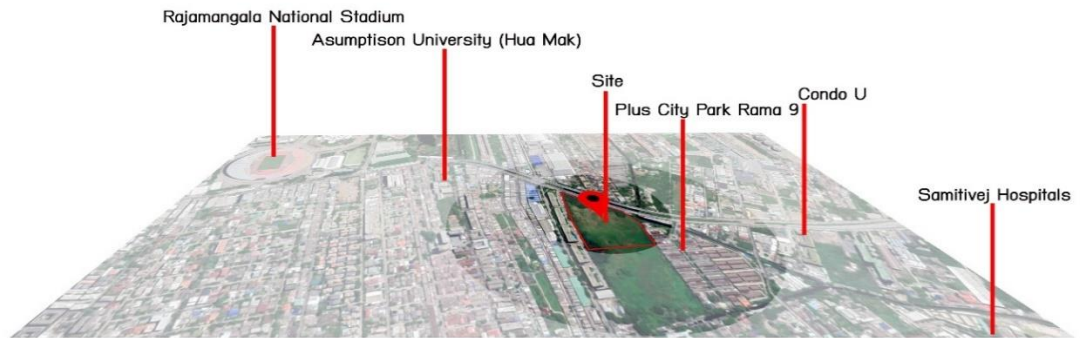 Rajamangala National Stadium
Asumptison University (Hua Mak)
Site
Condo U
Plus City Park Rama 9
Samitivej Hospitals